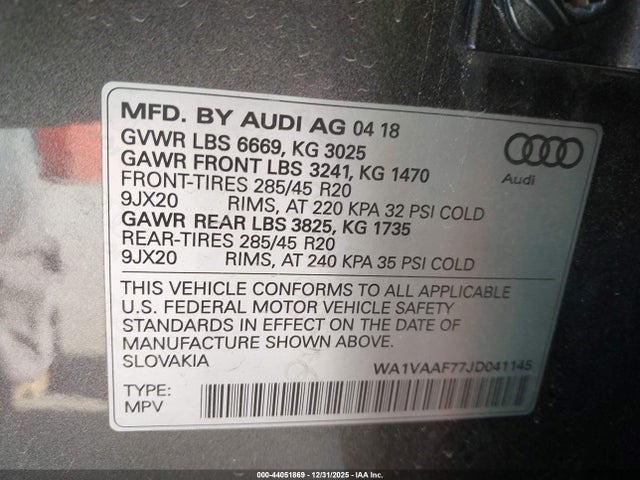 MFD. BY AUDI AG 04 18
GVWR LBS 6669, KG 3025
GAWR FRONT LBS 3241, KG 1470
FRONT-TIRES 285/45 R20
9JX20 RIMS, AT 220 KPA 32 PSI COLD
GAWR REAR LBS 3825, KG 1735
REAR-TIRES 285/45 R20
9JX20 RIMS, AT 240 KPA 35 PSI COLD
Audi
THIS VEHICLE CONFORMS TO ALL APPLICABLE
U.S. FEDERAL MOTOR VEHICLE SAFETY
STANDARDS IN EFFECT ON THE DATE OF
MANUFACTURE SHOWN ABOVE.
SLOVAKIA WA1VAAF77JD041145
TYPE:
MPV
000-44051869 - 12/31/2025 - IAA Inc.